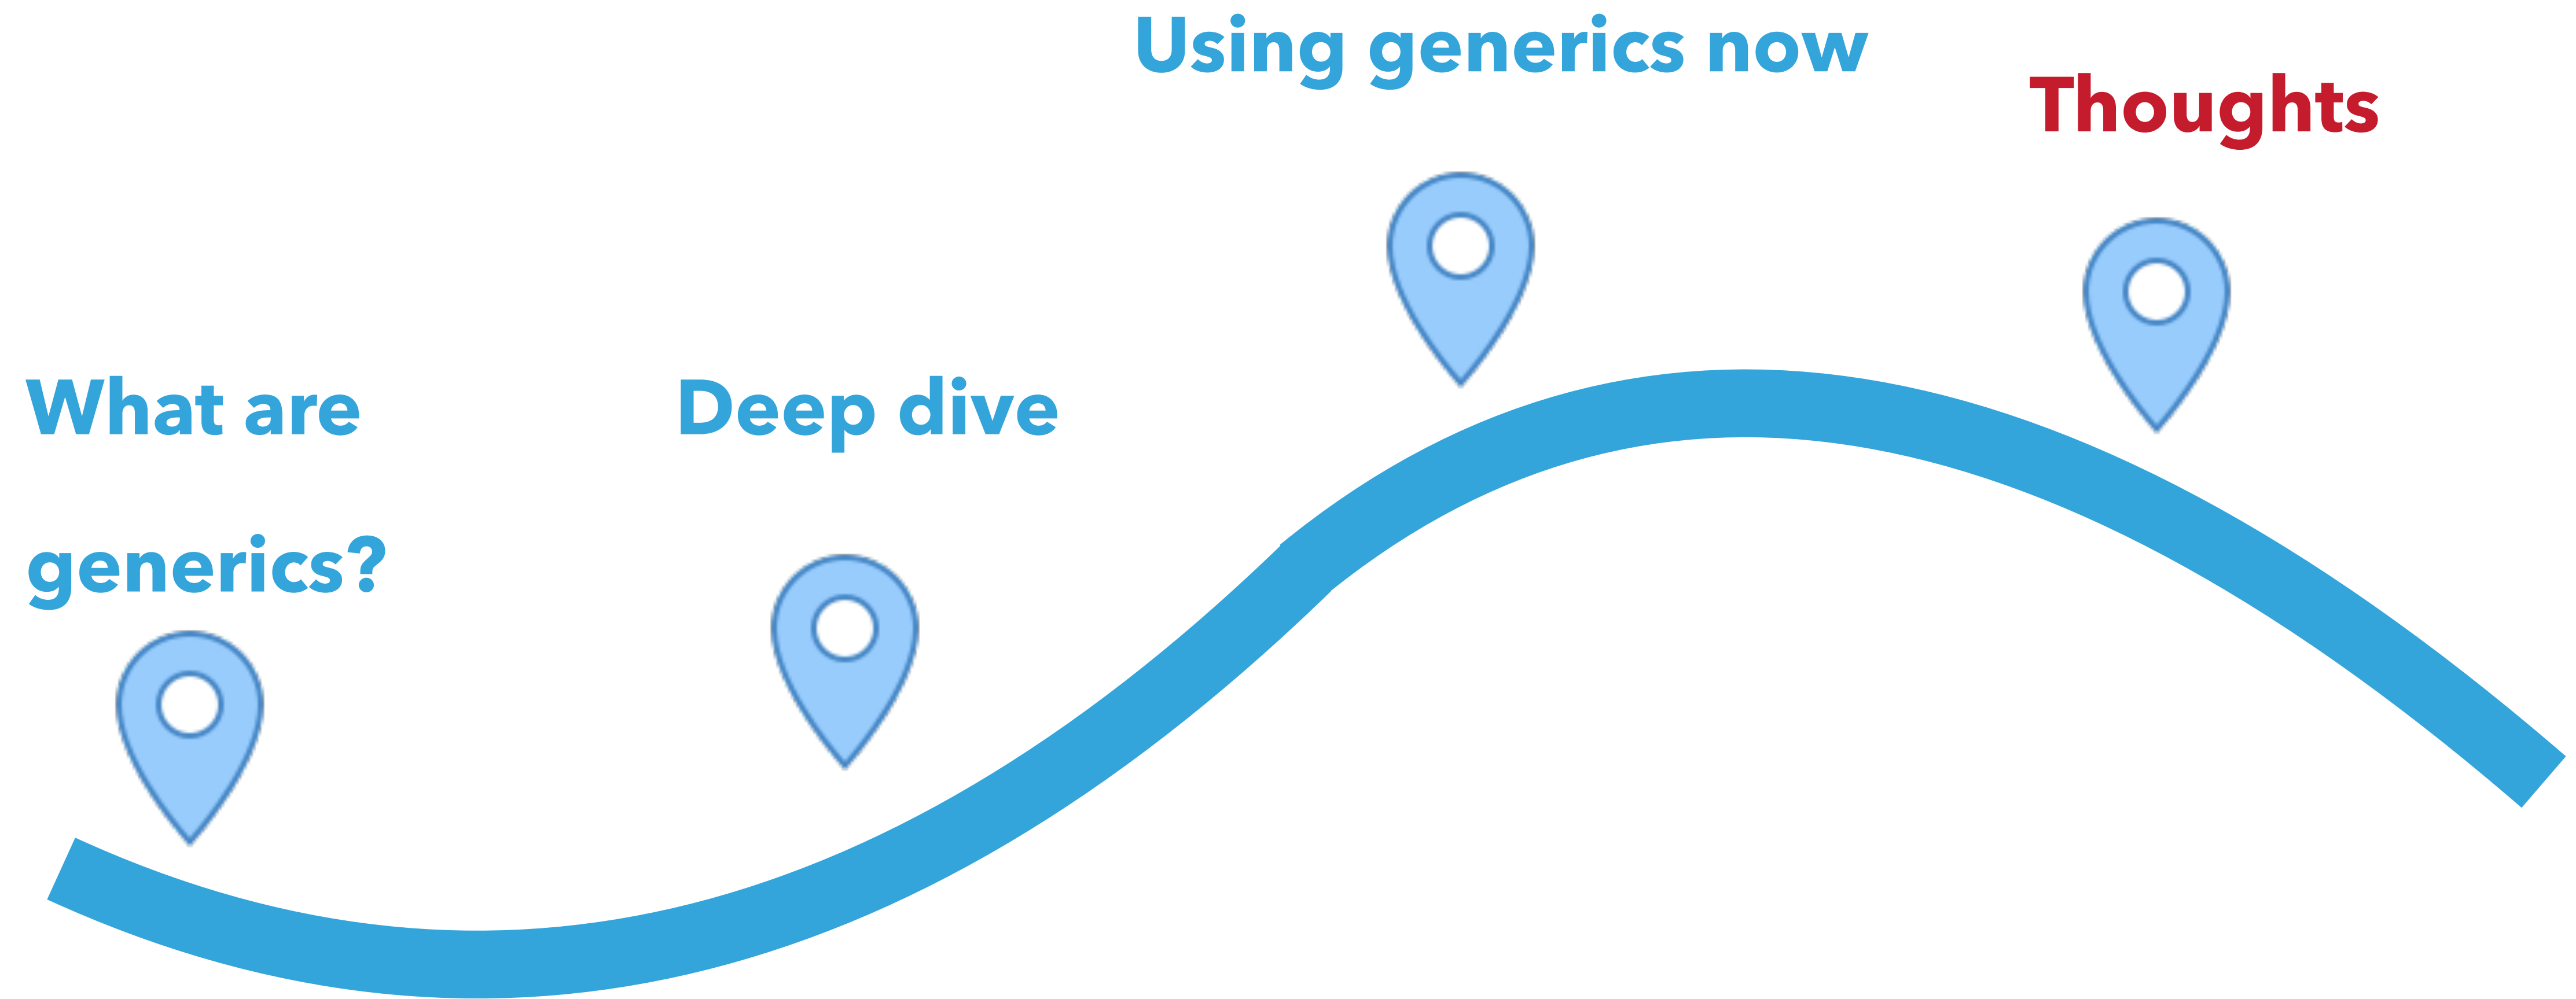 What are
generics?
Deep dive
Using generics now
Thoughts